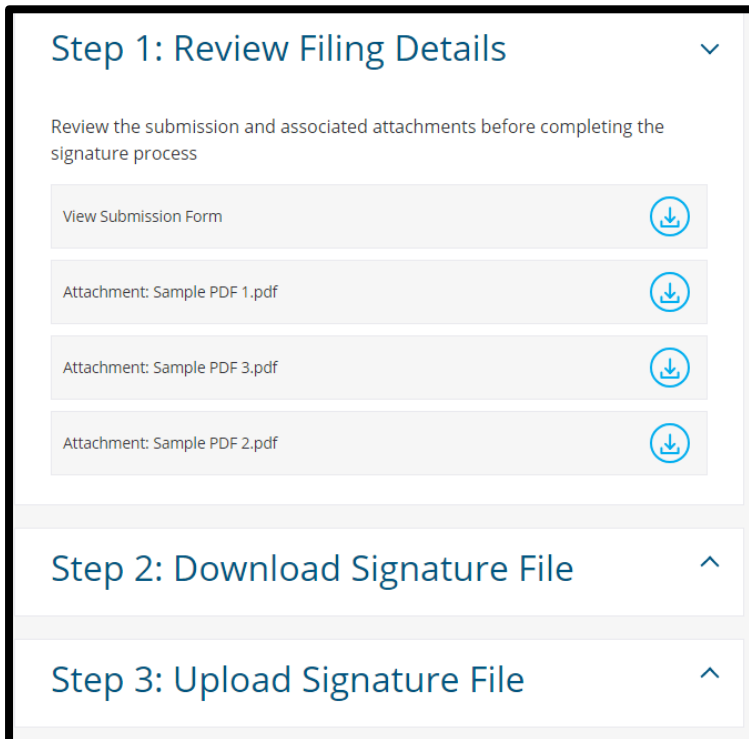 Step 1: Review Filing Details
Review the submission and associated attachments before completing the
signature process
View Submission Form
Attachment: Sample PDF 1.pdf
Attachment: Sample PDF 3.pdf
Attachment: Sample PDF 2.pdf
Step 2: Download Signature File
Step 3: Upload Signature File